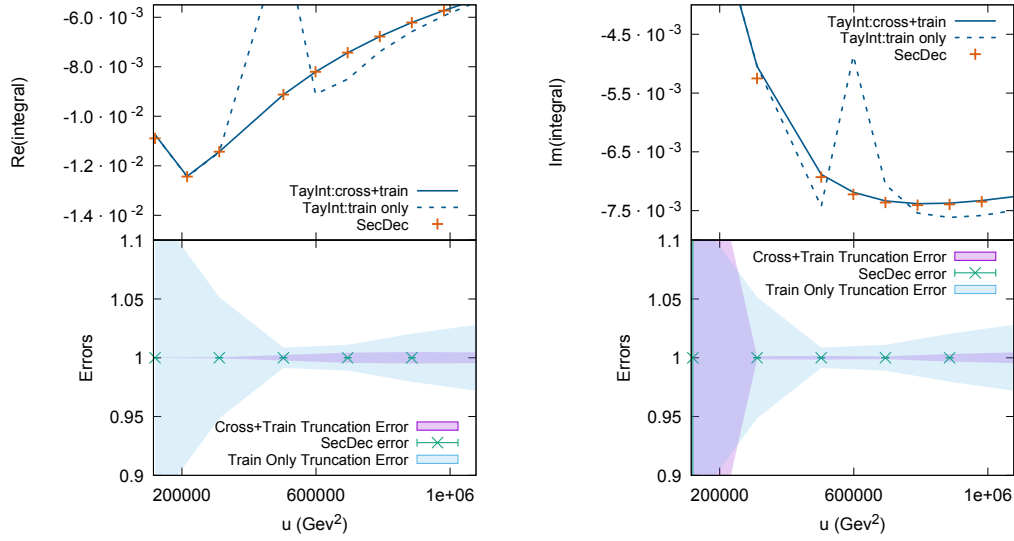 -6.0 · 10⁻³
-8.0 · 10⁻³
-1.0 · 10⁻²
-1.2 · 10⁻²
-1.4 · 10⁻²
Re(integral)
TayInt:cross+train
TayInt:train only
SecDec
1.1
1.05
1
0.95
0.9
Errors
Cross+Train Truncation Error
SecDec error
Train Only Truncation Error
200000 600000 1e+06
u (Gev²)
-4.5 · 10⁻³
-5.5 · 10⁻³
-6.5 · 10⁻³
-7.5 · 10⁻³
Im(integral)
TayInt:cross+train
TayInt:train only
SecDec
1.1
1.05
1
0.95
0.9
Errors
Cross+Train Truncation Error
SecDec error
Train Only Truncation Error
200000 600000 1e+06
u (Gev²)